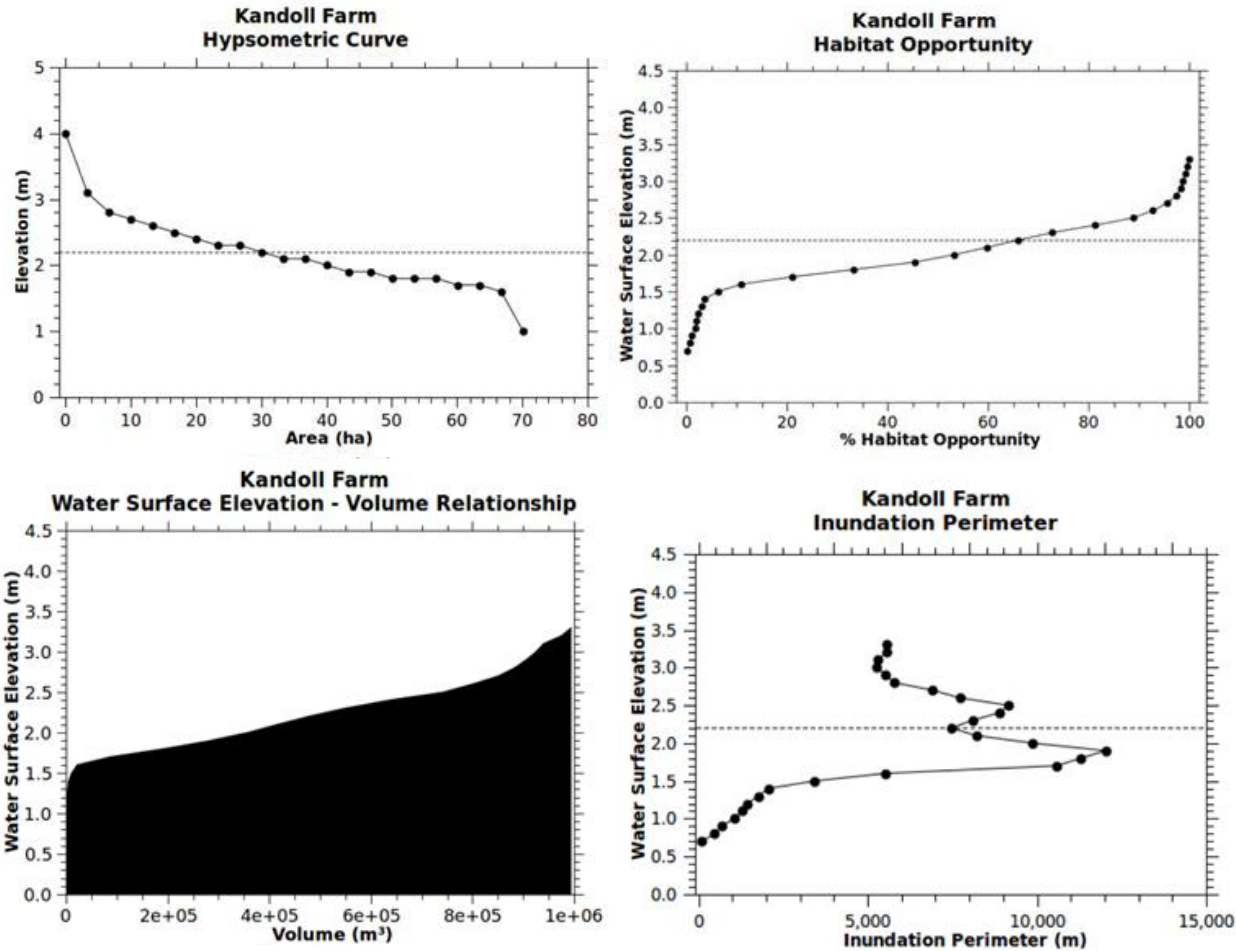 Kandoll Farm
Hypsometric Curve
5
4
3
2
1
0
Elevation (m)
0 10 20 30 40 50 60 70 80
Area (ha)
Kandoll Farm
Habitat Opportunity
4.5
4.0
3.5
3.0
2.5
2.0
1.5
1.0
0.5
0.0
Water Surface Elevation (m)
0 20 40 60 80 100
% Habitat Opportunity
Kandoll Farm
Water Surface Elevation - Volume Relationship
4.5
4.0
3.5
3.0
2.5
2.0
1.5
1.0
0.5
0.0
Water Surface Elevation (m)
0 2e+05 4e+05 6e+05 8e+05 1e+06
Volume (m³)
Kandoll Farm
Inundation Perimeter
4.5
4.0
3.5
3.0
2.5
2.0
1.5
1.0
0.5
0.0
Water Surface Elevation (m)
0 5,000 10,000 15,000
Inundation Perimeter (m)